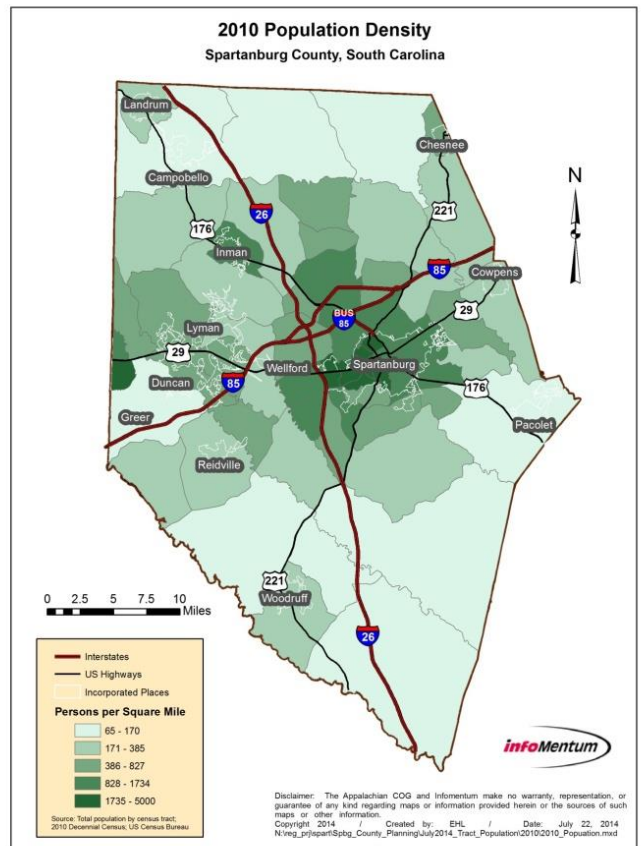 2010 Population Density
Spartanburg County, South Carolina
Landrum
Chesnee
N
Campobello
221
176
26
Inman
85
Cowpens
BUS
85
29
Lyman
29
Wellford
Spartanburg
Duncan
85
176
Greer
Pacolet
Reidville
221
Woodruff
0 2.5 5 7.5 10
Miles
26
Interstates
US Highways
Incorporated Places
Persons per Square Mile
65 - 170
171 - 385
386 - 827
828 - 1734
1735 - 5000
Source: Total population by census tract;
2010 Decennial Census; US Census Bureau
infoMentum
Disclaimer: The Appalachian COG and Infomentum make no warranty, representation, or
guarantee of any kind regarding maps or information provided herein or the sources of such
maps or other information.
Copyright 2014 / Created by: EHL / Date: July 22, 2014
N:\reg_prj\spart\Spbg_County_Planning\July2014_Tract_Population\2010\2010_Popuation.mxd